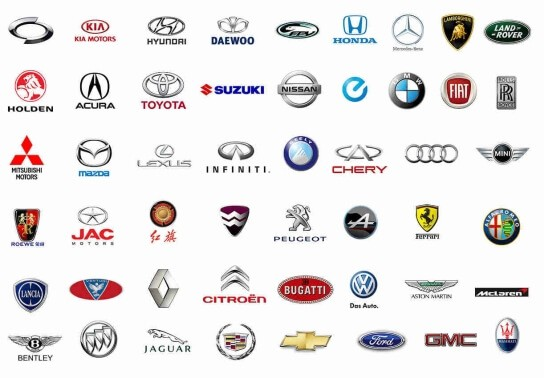 KIA MOTORS
HYUNDAI
DAEWOO
HONDA
Mercedes-Benz
LAMBORGHINI
LAND-
ROVER
HOLDEN
ACURA
TOYOTA
SUZUKI
NISSAN
BMW
FIAT
RR
MITSUBISHI
MOTORS
mazda
LEXUS
INFINITI
GEELY
CHERY
MINI
ROEWE 荣威
JAC
MOTORS
红旗
PEUGEOT
A
Ferrari
ALFA ROMEO
LANCIA
CITROËN
BUGATTI
Das Auto.
ASTON MARTIN
McLaren
BENTLEY
JAGUAR
Ford
GMC
MASERATI